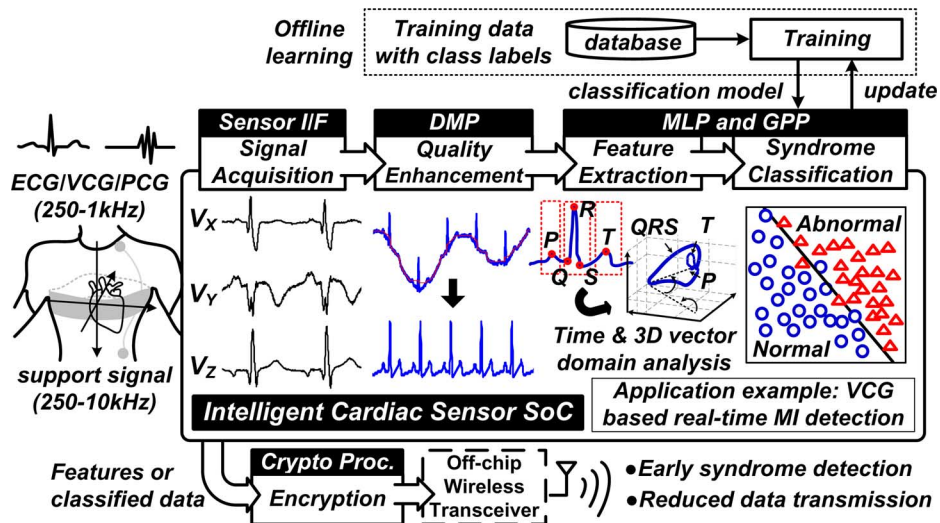 Offline
learning
Training data
with class labels
database
Training
classification model
update
Sensor I/F
Signal
Acquisition
DMP
Quality
Enhancement
MLP and GPP
Feature
Extraction
Syndrome
Classification
ECG/VCG/PCG
(250-1kHz)
support signal
(250-10kHz)
VX
VY
VZ
P
Q
R
S
T
QRS
T
P
Time & 3D vector
domain analysis
Abnormal
Normal
Intelligent Cardiac Sensor SoC
Application example: VCG
based real-time MI detection
Features or
classified data
Crypto Proc.
Encryption
Off-chip
Wireless
Transceiver
●Early syndrome detection
●Reduced data transmission